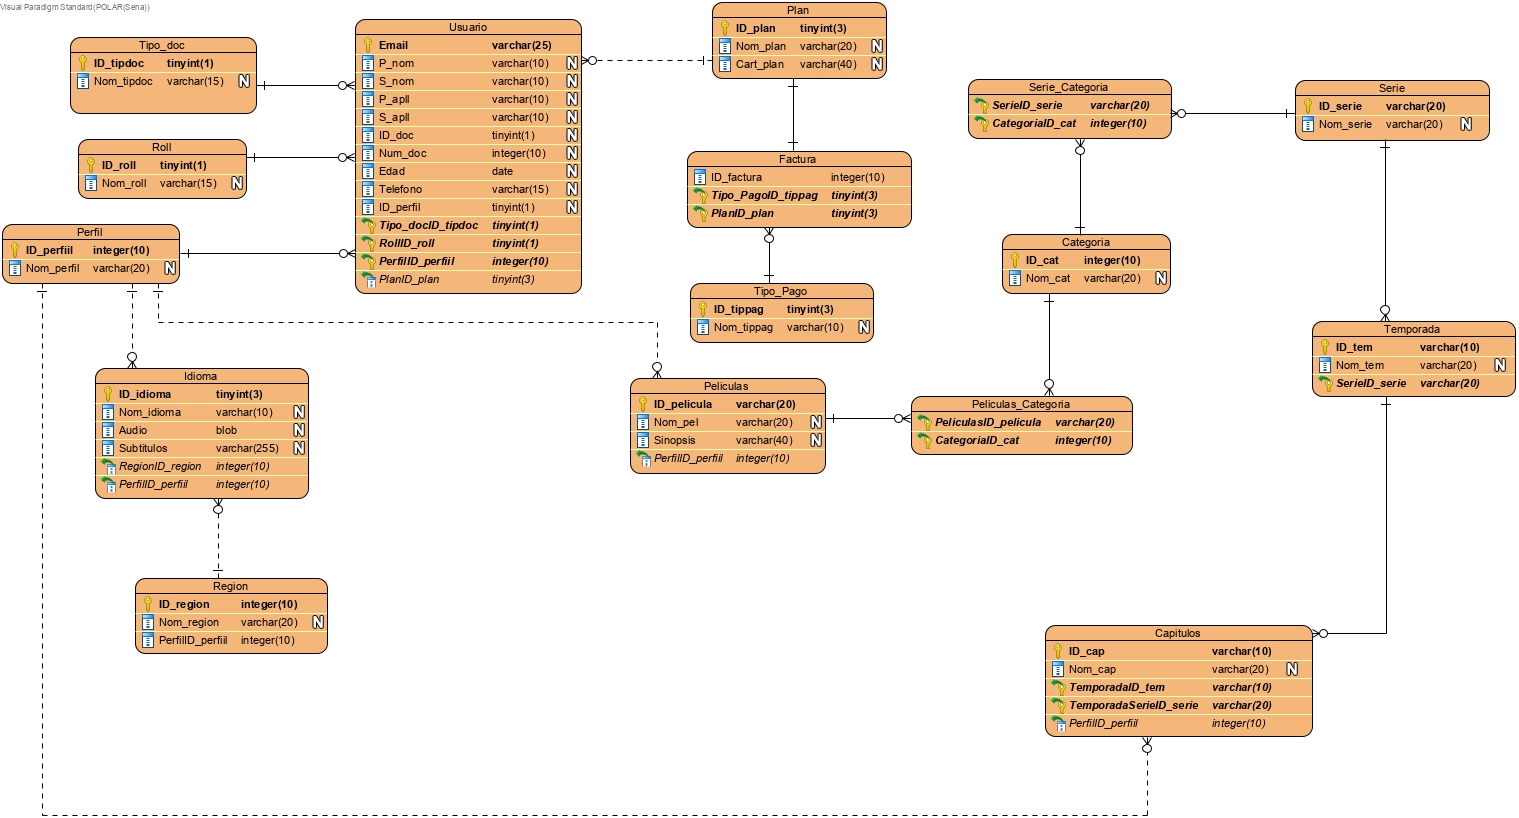 Visual Paradigm Standard(POLAR(Sena))
Tipo_doc
ID_tipdoc tinyint(1)
Nom_tipdoc varchar(15) N
Roll
ID_roll tinyint(1)
Nom_roll varchar(15) N
Perfil
ID_perfiil integer(10)
Nom_perfil varchar(20) N
Usuario
Email varchar(25)
P_nom varchar(10) N
S_nom varchar(10) N
P_apll varchar(10) N
S_apll varchar(10) N
ID_doc tinyint(1) N
Num_doc integer(10) N
Edad date N
Telefono varchar(15) N
ID_perfil tinyint(1) N
Tipo_docID_tipdoc tinyint(1)
RollID_roll tinyint(1)
PerfilID_perfiil integer(10)
PlanID_plan tinyint(3)
Plan
ID_plan tinyint(3)
Nom_plan varchar(20) N
Cart_plan varchar(40) N
Factura
ID_factura integer(10)
Tipo_PagoID_tippag tinyint(3)
PlanID_plan tinyint(3)
Tipo_Pago
ID_tippag tinyint(3)
Nom_tippag varchar(10) N
Serie_Categoria
SerieID_serie varchar(20)
CategoriaID_cat integer(10)
Serie
ID_serie varchar(20)
Nom_serie varchar(20) N
Categoria
ID_cat integer(10)
Nom_cat varchar(20) N
Temporada
ID_tem varchar(10)
Nom_tem varchar(20) N
SerieID_serie varchar(20)
Idioma
ID_idioma tinyint(3)
Nom_idioma varchar(10) N
Audio blob N
Subtitulos varchar(255) N
RegionID_region integer(10)
PerfilID_perfiil integer(10)
Peliculas
ID_pelicula varchar(20)
Nom_pel varchar(20) N
Sinopsis varchar(40) N
PerfilID_perfiil integer(10)
Peliculas_Categoria
PeliculasID_pelicula varchar(20)
CategoriaID_cat integer(10)
Region
ID_region integer(10)
Nom_region varchar(20) N
PerfilID_perfiil integer(10)
Capitulos
ID_cap varchar(10)
Nom_cap varchar(20) N
TemporadaID_tem varchar(10)
TemporadaSerieID_serie varchar(20)
PerfilID_perfiil integer(10)